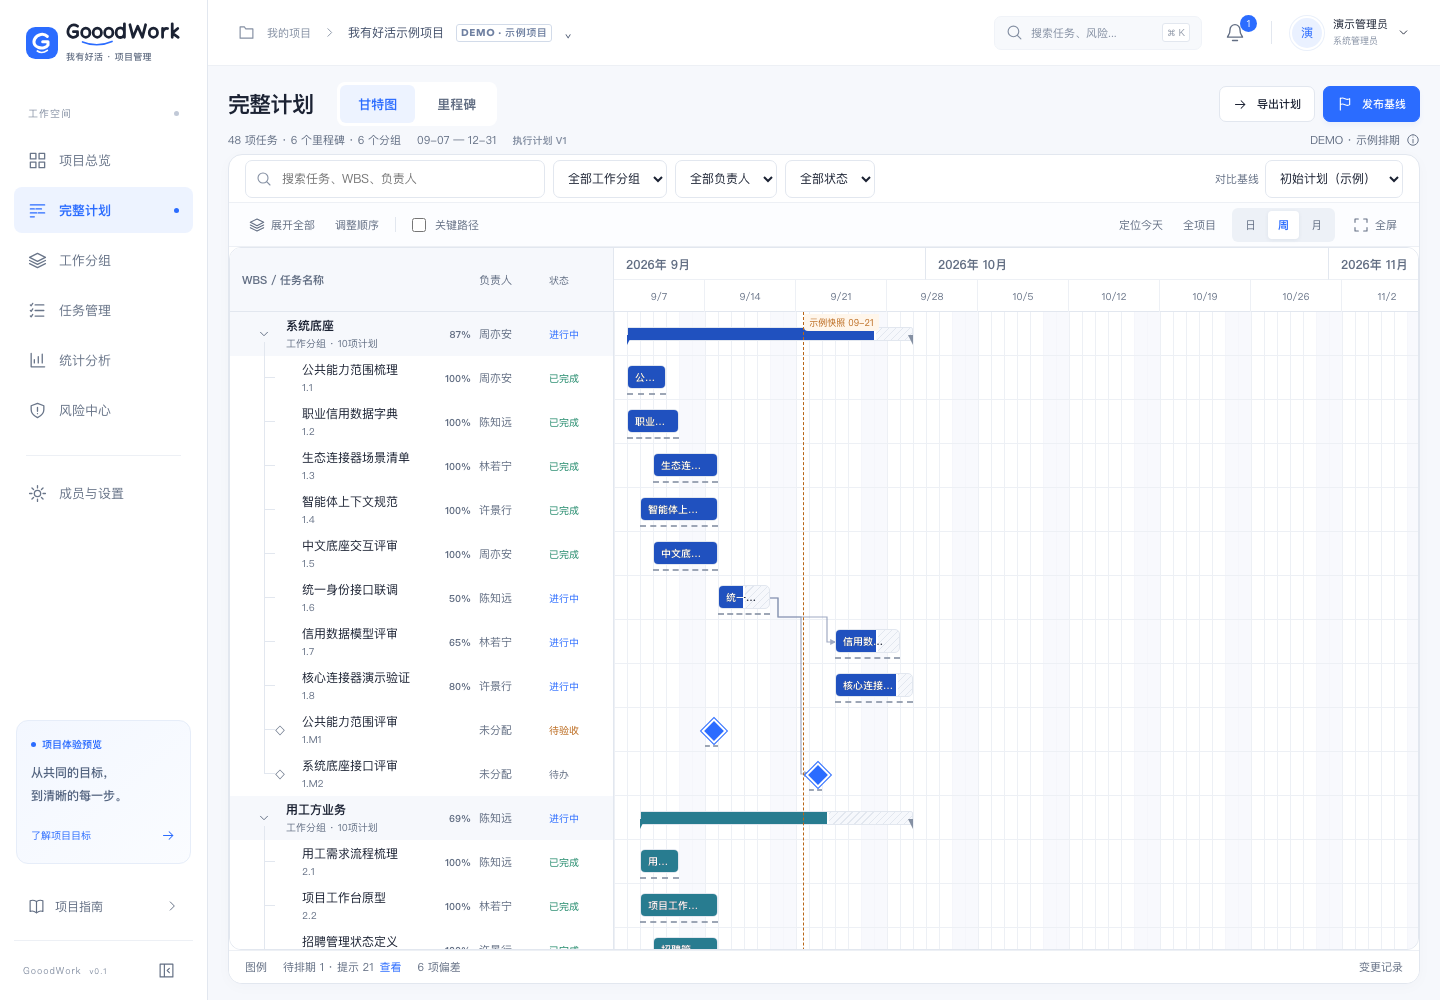 GooodWork
我有好活 · 项目管理
我的项目
我有好活示例项目
DEMO · 示例项目
搜索任务、风险...
⌘ K
1
演
演示管理员
系统管理员
工作空间
项目总览
完整计划
工作分组
任务管理
统计分析
风险中心
成员与设置
项目体验预览
从共同的目标，
到清晰的每一步。
了解项目目标
项目指南
GooodWork v0.1
完整计划
甘特图
里程碑
导出计划
发布基线
48 项任务 · 6 个里程碑 · 6 个分组
09-07 — 12-31
执行计划 V1
DEMO · 示例排期
搜索任务、WBS、负责人
全部工作分组
全部负责人
全部状态
对比基线
初始计划（示例）
展开全部
调整顺序
关键路径
定位今天
全项目
日
周
月
全屏
WBS / 任务名称
负责人
状态
2026年 9月
2026年 10月
2026年 11月
9/7
9/14
9/21
9/28
10/5
10/12
10/19
10/26
11/2
示例快照 09-21
系统底座
工作分组 · 10项计划
87%
周亦安
进行中
公共能力范围梳理
1.1
100%
周亦安
已完成
公...
职业信用数据字典
1.2
100%
陈知远
已完成
职业...
生态连接器场景清单
1.3
100%
林若宁
已完成
生态连...
智能体上下文规范
1.4
100%
许景行
已完成
智能体上...
中文底座交互评审
1.5
100%
周亦安
已完成
中文底...
统一身份接口联调
1.6
50%
陈知远
进行中
统一...
信用数据模型评审
1.7
65%
林若宁
进行中
信用数...
核心连接器演示验证
1.8
80%
许景行
进行中
核心连接...
公共能力范围评审
1.M1
未分配
待验收
系统底座接口评审
1.M2
未分配
待办
用工方业务
工作分组 · 10项计划
69%
陈知远
进行中
用工需求流程梳理
2.1
100%
陈知远
已完成
用...
项目工作台原型
2.2
100%
林若宁
已完成
项目工作...
招聘管理状态定义
100%
许景行
已完成
招聘管...
图例
待排期 1 · 提示 21 查看
6 项偏差
变更记录